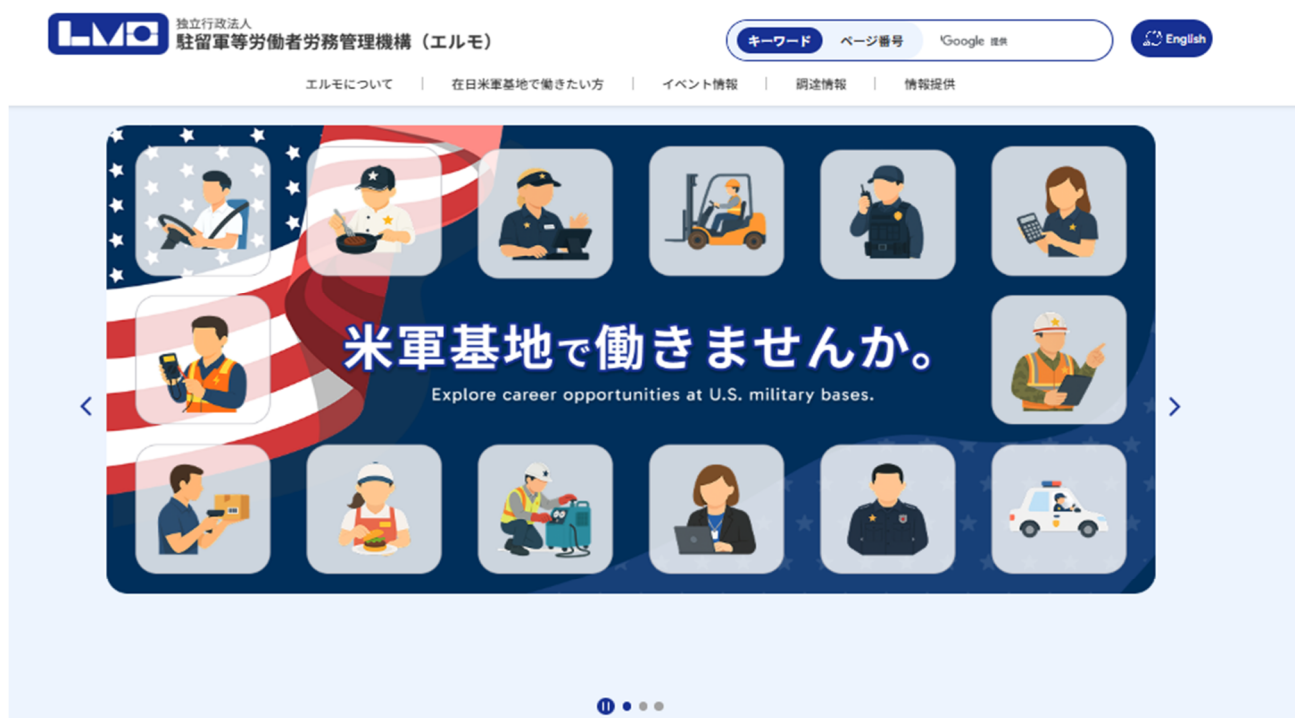 LMO
独立行政法人
駐留軍等労働者労務管理機構（エルモ）
キーワード
ページ番号
Google 提供
English
エルモについて
在日米軍基地で働きたい方
イベント情報
調達情報
情報提供
米軍基地で働きませんか。
Explore career opportunities at U.S. military bases.